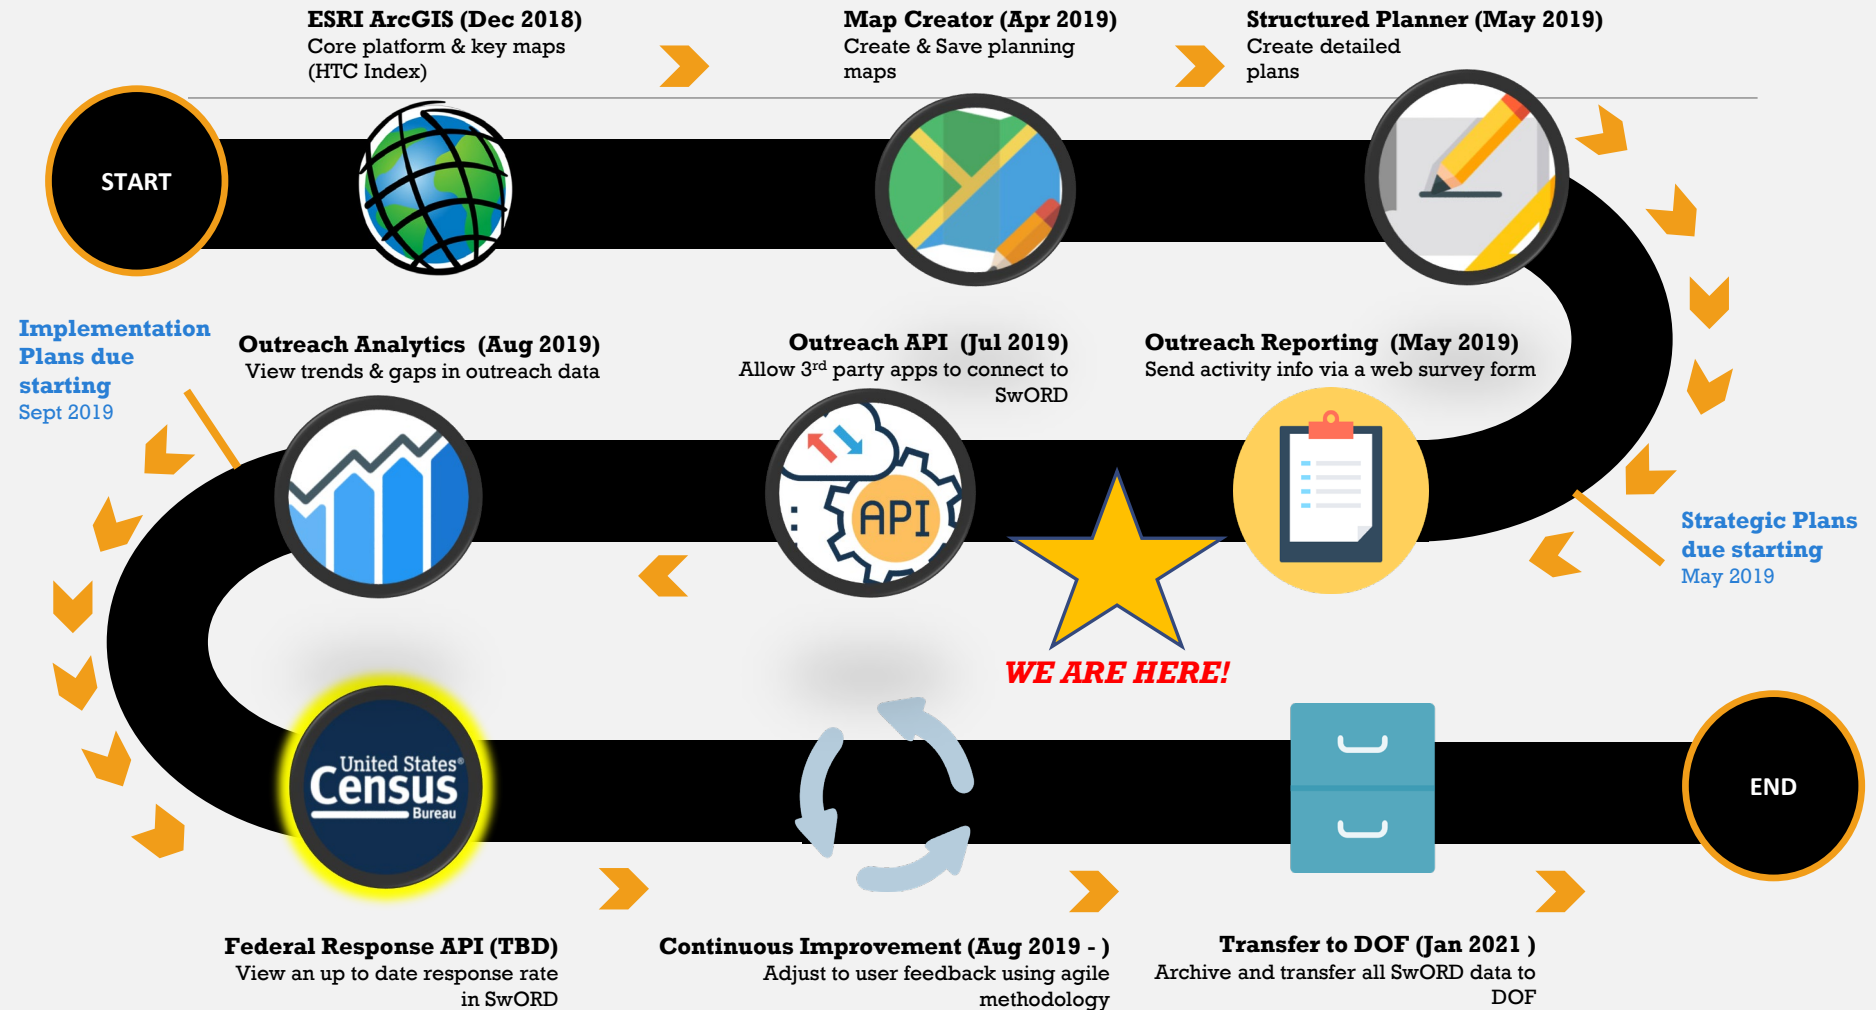 ESRI ArcGIS (Dec 2018)
Core platform & key maps
(HTC Index)
Map Creator (Apr 2019)
Create & Save planning
maps
Structured Planner (May 2019)
Create detailed
plans
START
Implementation
Plans due
starting
Sept 2019
Outreach Analytics (Aug 2019)
View trends & gaps in outreach data
Outreach API (Jul 2019)
Allow 3rd party apps to connect to
SwORD
Outreach Reporting (May 2019)
Send activity info via a web survey form
API
Strategic Plans
due starting
May 2019
WE ARE HERE!
United States®
Census
Bureau
END
Federal Response API (TBD)
View an up to date response rate
in SwORD
Continuous Improvement (Aug 2019 - )
Adjust to user feedback using agile
methodology
Transfer to DOF (Jan 2021 )
Archive and transfer all SwORD data to
DOF